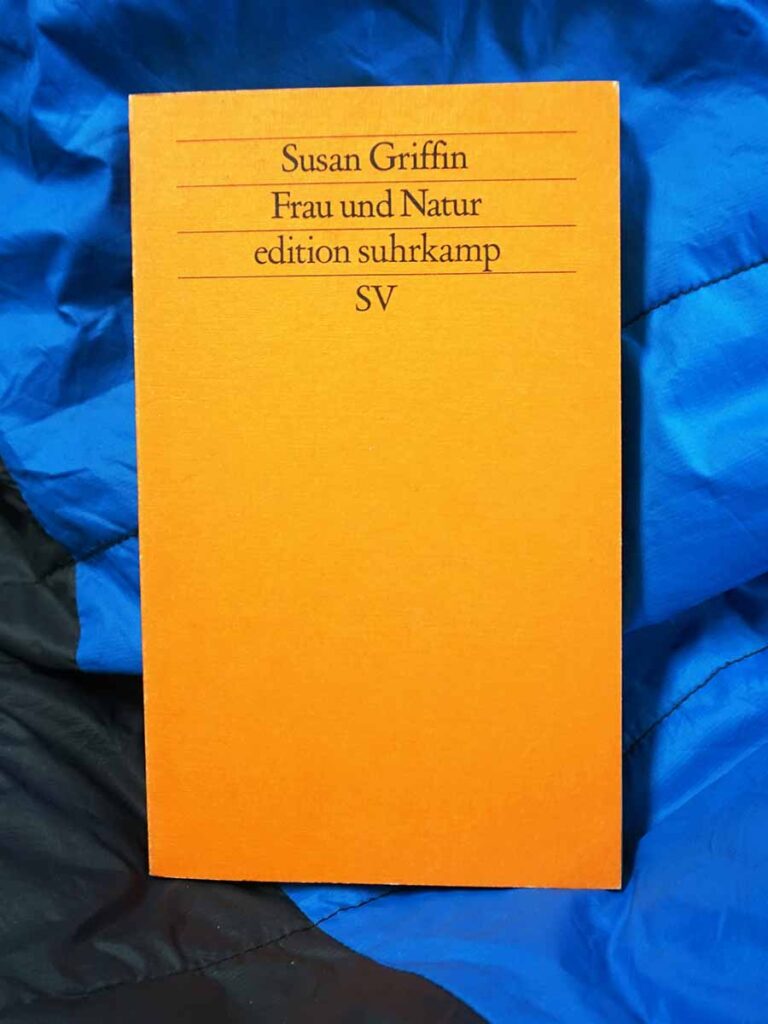 Susan Griffin
Frau und Natur
edition suhrkamp
SV